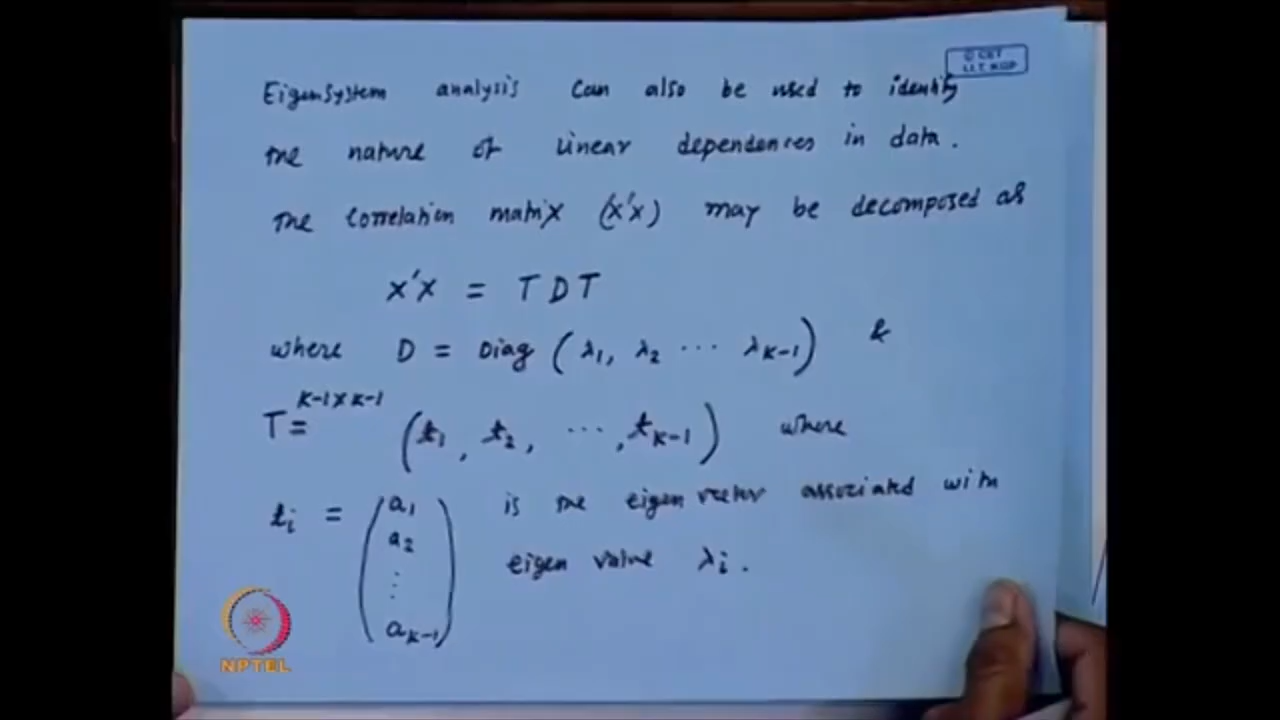 © CET
I.I.T. KGP
Eigensystem analysis can also be used to identify
the nature of linear dependences in data.
The correlation matrix (X'X) may be decomposed as
X'X = T D T
where D = Diag (λ1, λ2 ... λK-1) &
T = K-1×K-1 (t1, t2, ..., tK-1) where
ti = (a1 a2 ⋮ aK-1) is the eigen vector associated with
eigen value λi.
NPTEL